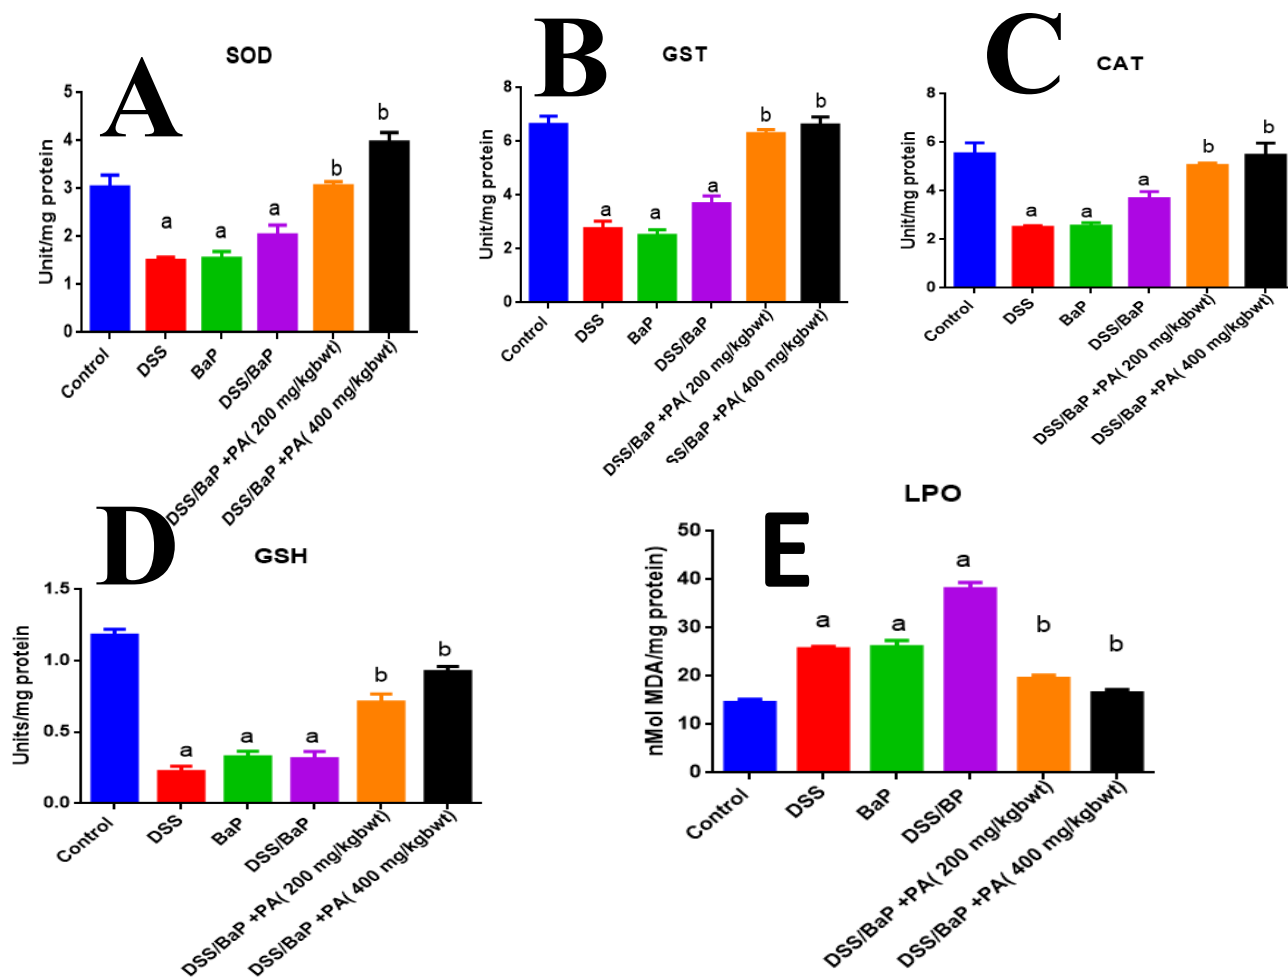 A
SOD
Unit/mg protein
5
4
3
2
1
0
a
a
a
b
b
Control
DSS
BaP
DSS/BaP
DSS/BaP +PA( 200 mg/kgbwt)
DSS/BaP +PA( 400 mg/kgbwt)
B
GST
Unit/mg protein
8
6
4
2
0
a
a
a
b
b
Control
DSS
BaP
DSS/BaP
DSS/BaP +PA( 200 mg/kgbwt)
SS/BaP +PA( 400 mg/kgbwt)
C
CAT
Unit/mg protein
8
6
4
2
0
a
a
a
b
b
Control
DSS
BaP
DSS/BaP
DSS/BaP +PA( 200 mg/kgbwt)
DSS/BaP +PA( 400 mg/kgbwt)
D
GSH
Units/mg protein
1.5
1.0
0.5
0.0
a
a
a
b
b
Control
DSS
BaP
DSS/BaP
DSS/BaP +PA( 200 mg/kgbwt)
DSS/BaP +PA( 400 mg/kgbwt)
E
LPO
nMol MDA/mg protein)
50
40
30
20
10
0
a
a
a
b
b
Control
DSS
BaP
DSS/BP
DSS/BaP +PA( 200 mg/kgbwt)
DSS/BaP +PA( 400 mg/kgbwt)